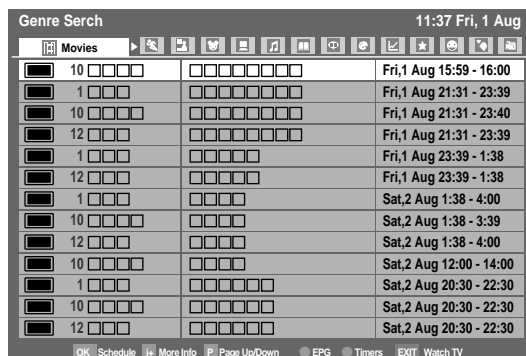 Genre Serch 11:37 Fri, 1 Aug
Movies
10 □□□□ □□□□□□□□ Fri,1 Aug 15:59 - 16:00
1 □□□ □□□□□□□□ Fri,1 Aug 21:31 - 23:39
10 □□□□ □□□□□□□□ Fri,1 Aug 21:31 - 23:40
12 □□□ □□□□□□□□ Fri,1 Aug 21:31 - 23:39
1 □□□ □□□□□ Fri,1 Aug 23:39 - 1:38
12 □□□ □□□□□ Fri,1 Aug 23:39 - 1:38
1 □□□ □□□□ Sat,2 Aug 1:38 - 4:00
10 □□□□ □□□□ Sat,2 Aug 1:38 - 3:39
12 □□□ □□□□ Sat,2 Aug 1:38 - 4:00
10 □□□□ □□□□ Sat,2 Aug 12:00 - 14:00
1 □□□ □□□□□□ Sat,2 Aug 20:30 - 22:30
10 □□□□ □□□□□□ Sat,2 Aug 20:30 - 22:30
12 □□□ □□□□ Sat,2 Aug 20:30 - 22:30
OK Schedule i+ More Info P Page Up/Down EPG Timers EXIT Watch TV